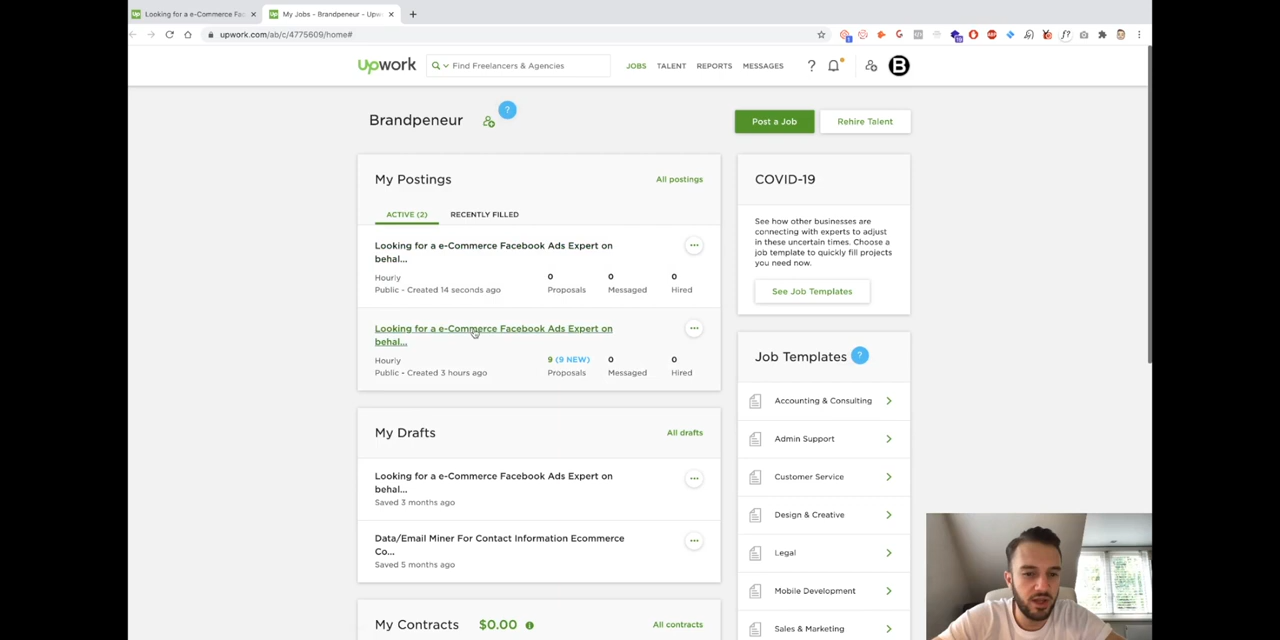 Looking for a e-Commerce Fac
My Jobs - Brandpeneur - Upw
upwork.com/ab/c/4775609/home#
Upwork
Find Freelancers & Agencies
JOBS
TALENT
REPORTS
MESSAGES
?
B
Brandpeneur
?
Post a Job
Rehire Talent
My Postings
All postings
ACTIVE (2)
RECENTLY FILLED
Looking for a e-Commerce Facebook Ads Expert on
behal...
Hourly
Public - Created 14 seconds ago
0
Proposals
0
Messaged
0
Hired
Looking for a e-Commerce Facebook Ads Expert on
behal...
Hourly
Public - Created 3 hours ago
9 (9 NEW)
Proposals
0
Messaged
0
Hired
My Drafts
All drafts
Looking for a e-Commerce Facebook Ads Expert on
behal...
Saved 3 months ago
Data/Email Miner For Contact Information Ecommerce
Co...
Saved 5 months ago
My Contracts
$0.00
All contracts
COVID-19
See how other businesses are
connecting with experts to adjust
in these uncertain times. Choose a
job template to quickly fill projects
you need now.
See Job Templates
Job Templates
?
Accounting & Consulting
Admin Support
Customer Service
Design & Creative
Legal
Mobile Development
Sales & Marketing